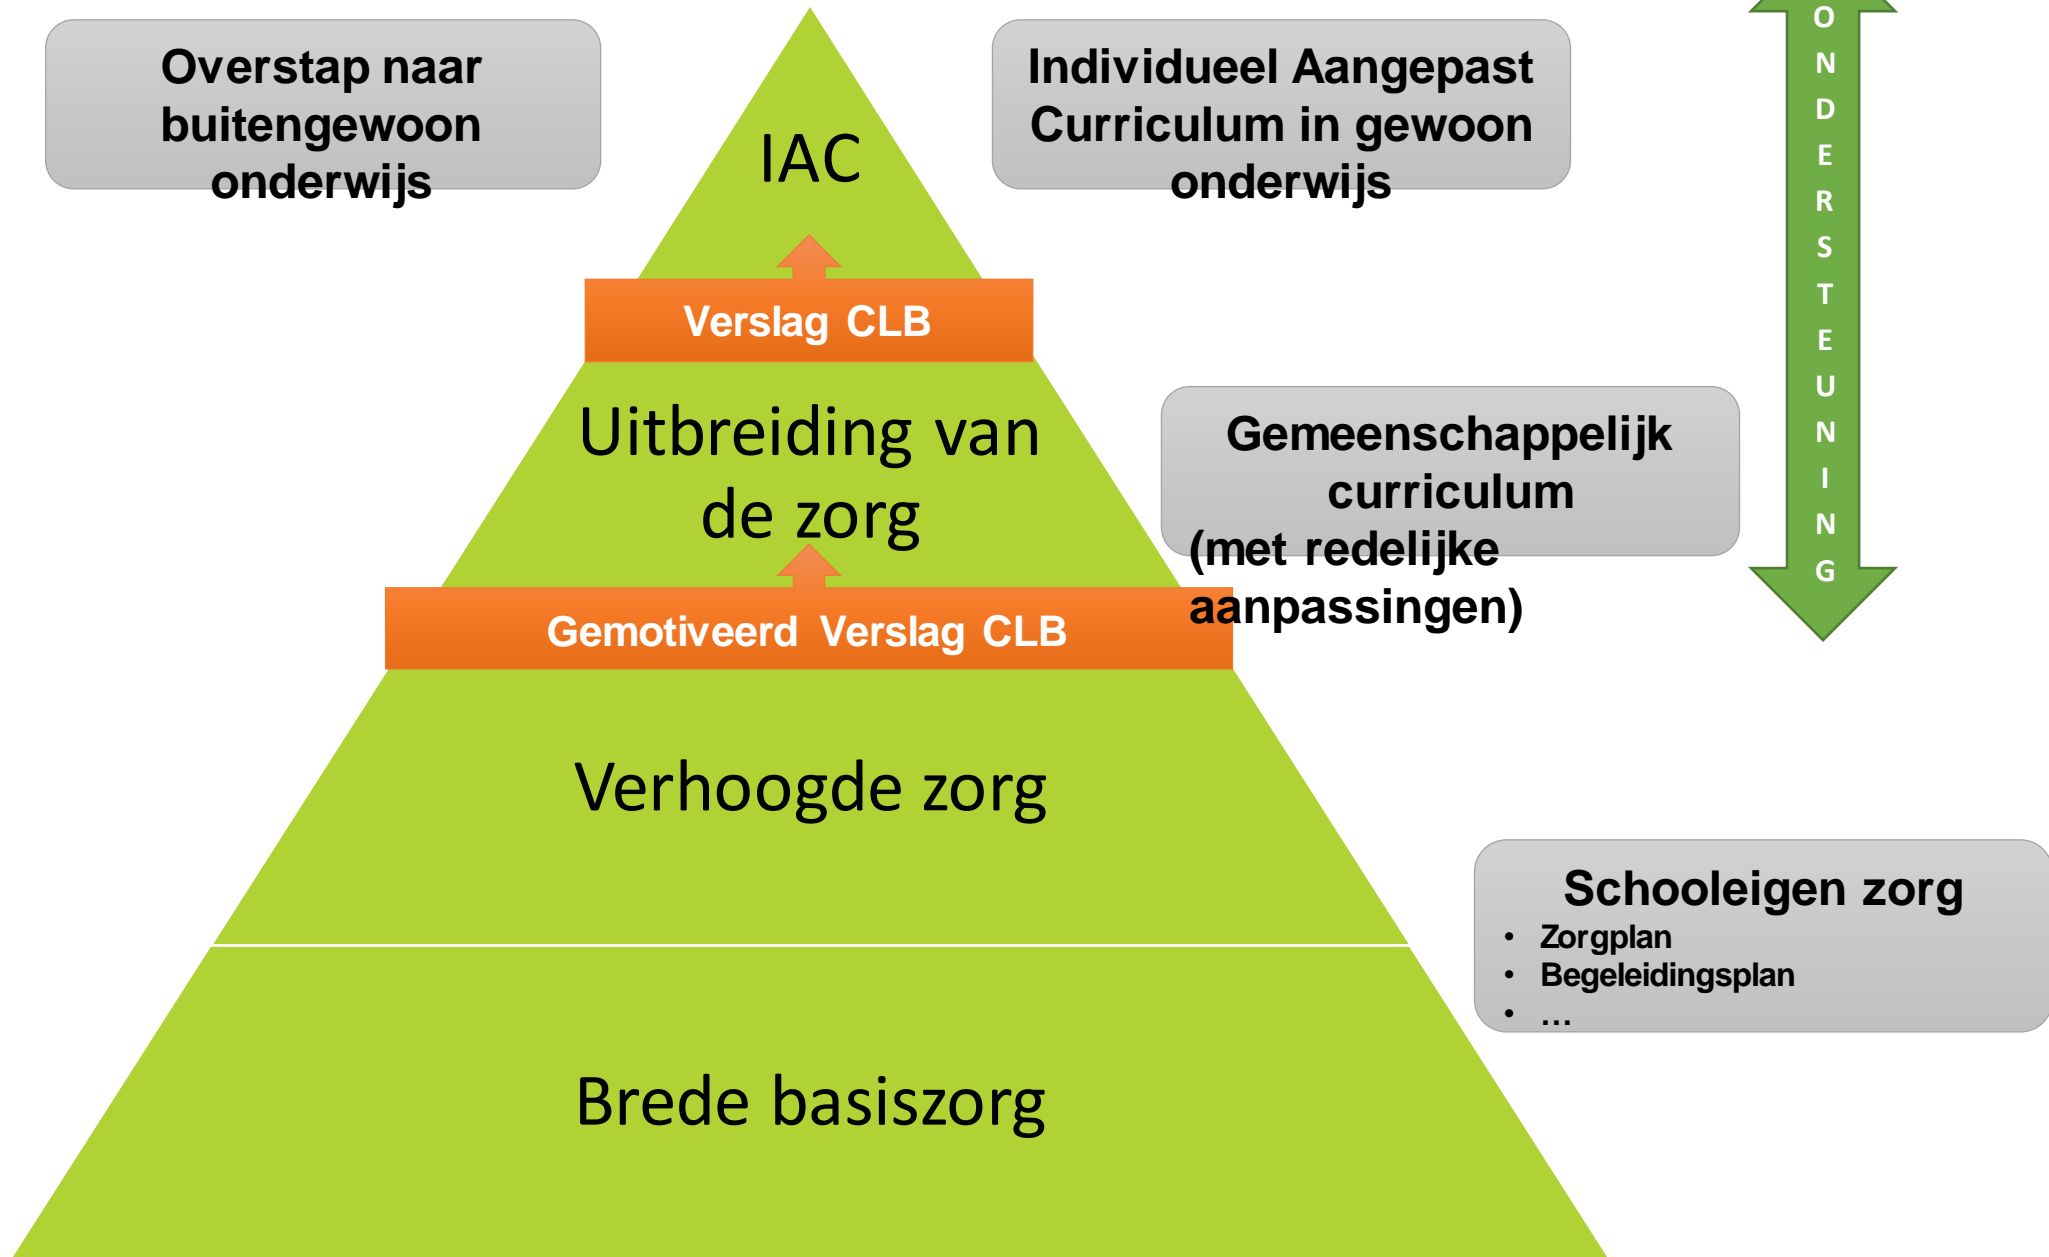 Overstap naar
buitengewoon
onderwijs
IAC
Individueel Aangepast
Curriculum in gewoon
onderwijs
O
N
D
E
R
S
T
E
U
N
I
N
G
Verslag CLB
Uitbreiding van
de zorg
Gemeenschappelijk
curriculum
(met redelijke
aanpassingen)
Gemotiveerd Verslag CLB
Verhoogde zorg
Schooleigen zorg
• Zorgplan
• Begeleidingsplan
• …
Brede basiszorg